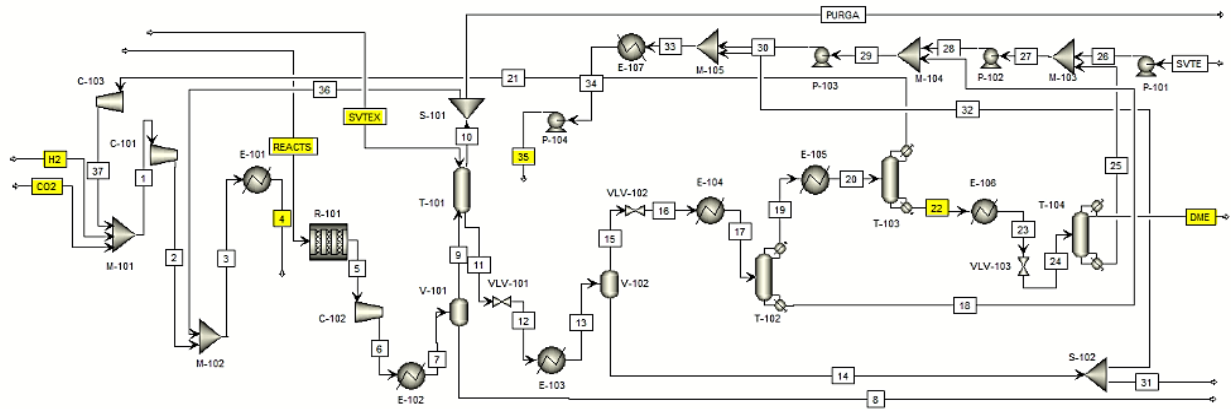 PURGA
C-103
21
36
E-107
33
M-105
30
P-103
29
M-104
28
P-102
27
M-103
26
P-101
SVTE
34
32
C-101
S-101
SVTEX
10
P-104
35
REACTS
H2
CO2
37
1
E-101
4
M-101
2
3
M-102
R-101
5
C-102
6
E-102
7
T-101
9
11
V-101
VLV-101
12
E-103
13
8
VLV-102
15
16
V-102
E-104
17
T-102
18
19
E-105
20
T-103
22
E-106
23
VLV-103
24
T-104
25
DME
14
S-102
31